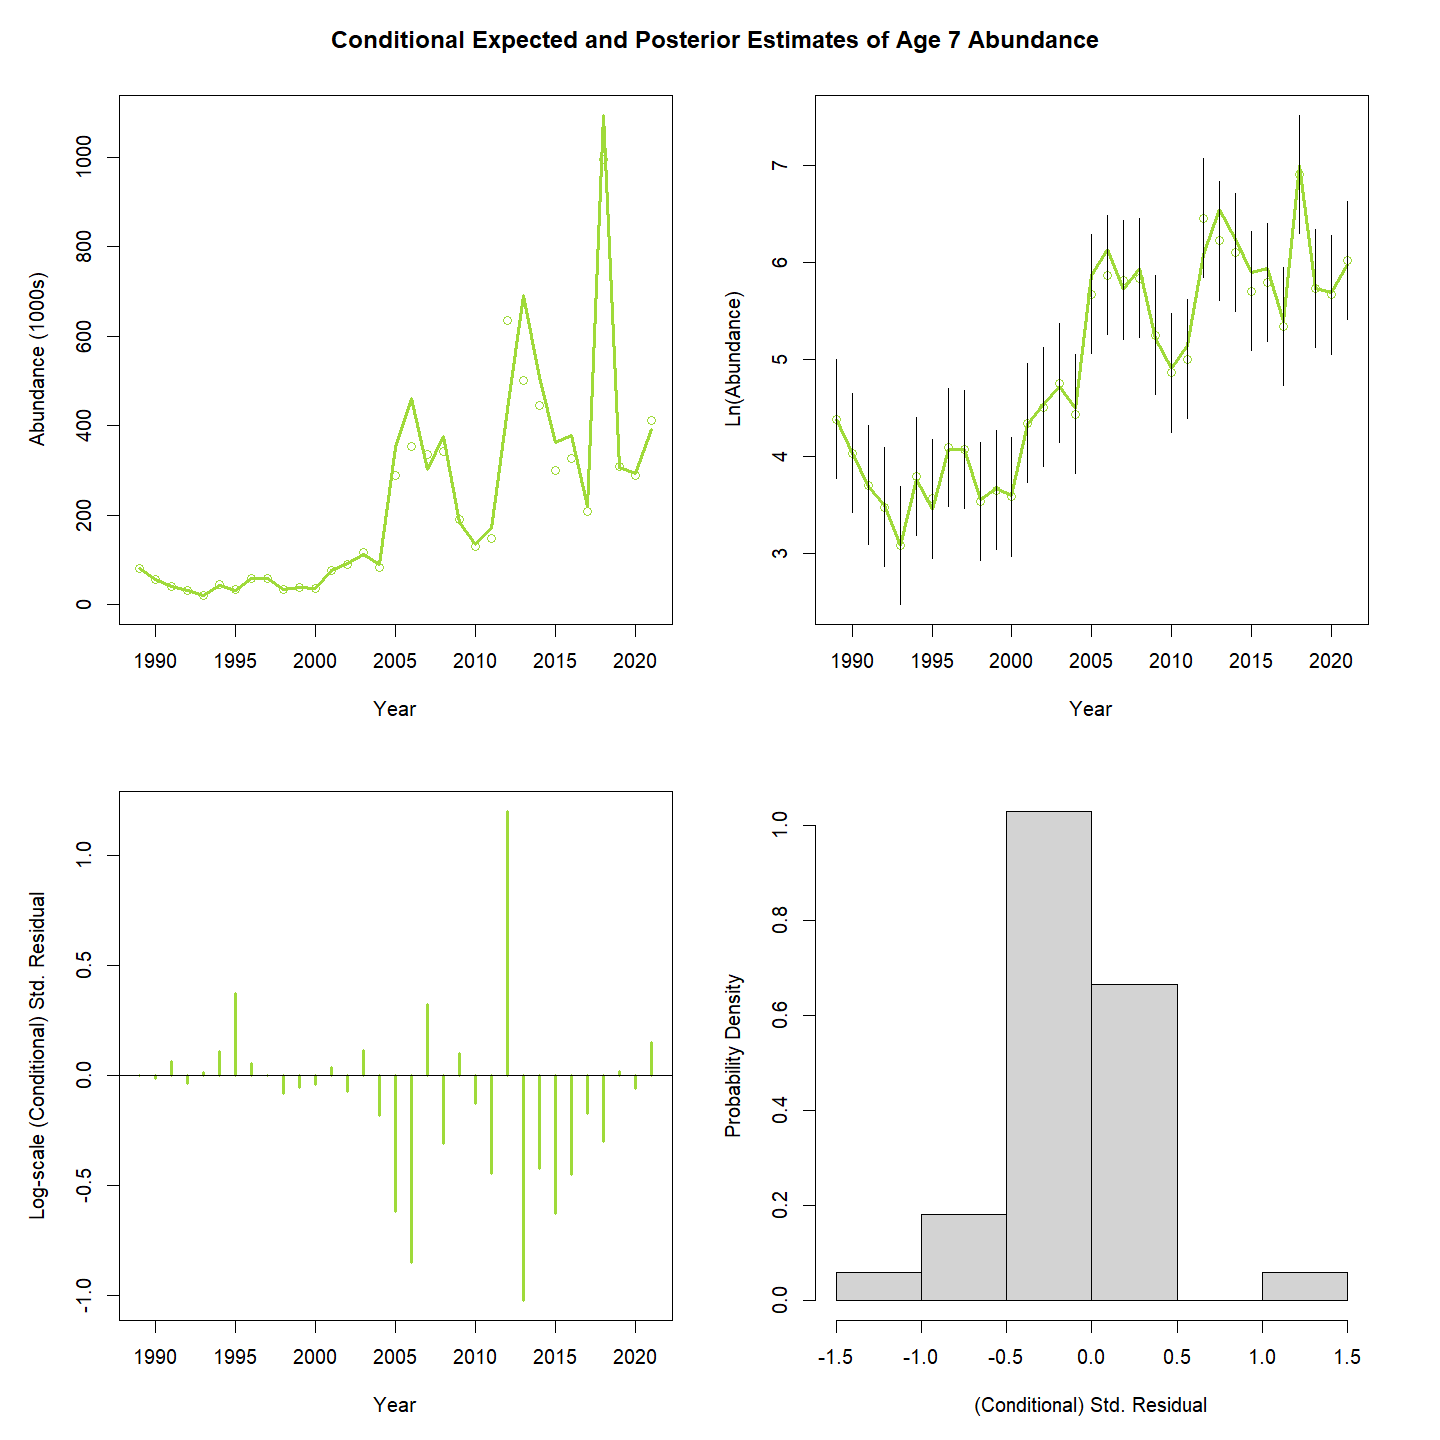 Conditional Expected and Posterior Estimates of Age 7 Abundance
Abundance (1000s)
0 200 400 600 800 1000
1990 1995 2000 2005 2010 2015 2020
Year
Ln(Abundance)
3 4 5 6 7
1990 1995 2000 2005 2010 2015 2020
Year
Log-scale (Conditional) Std. Residual
-1.0 -0.5 0.0 0.5 1.0
1990 1995 2000 2005 2010 2015 2020
Year
Probability Density
0.0 0.2 0.4 0.6 0.8 1.0
-1.5 -1.0 -0.5 0.0 0.5 1.0 1.5
(Conditional) Std. Residual